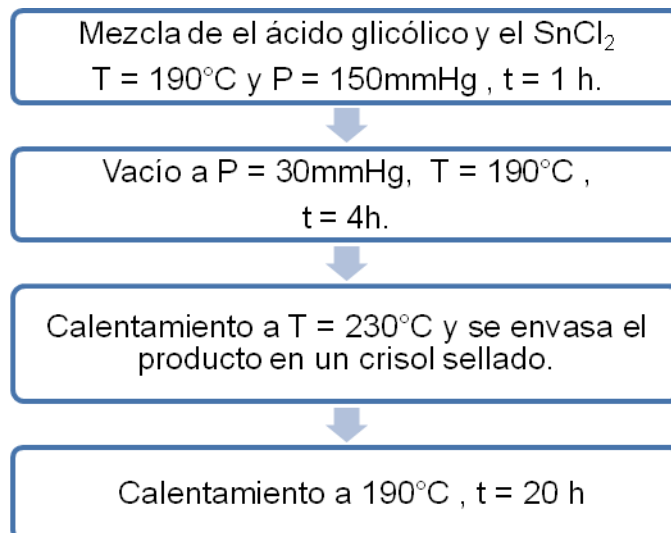 Mezcla de el ácido glicólico y el SnCl₂
T = 190°C y P = 150mmHg , t = 1 h.
Vacío a P = 30mmHg, T = 190°C ,
t = 4h.
Calentamiento a T = 230°C y se envasa el
producto en un crisol sellado.
Calentamiento a 190°C , t = 20 h